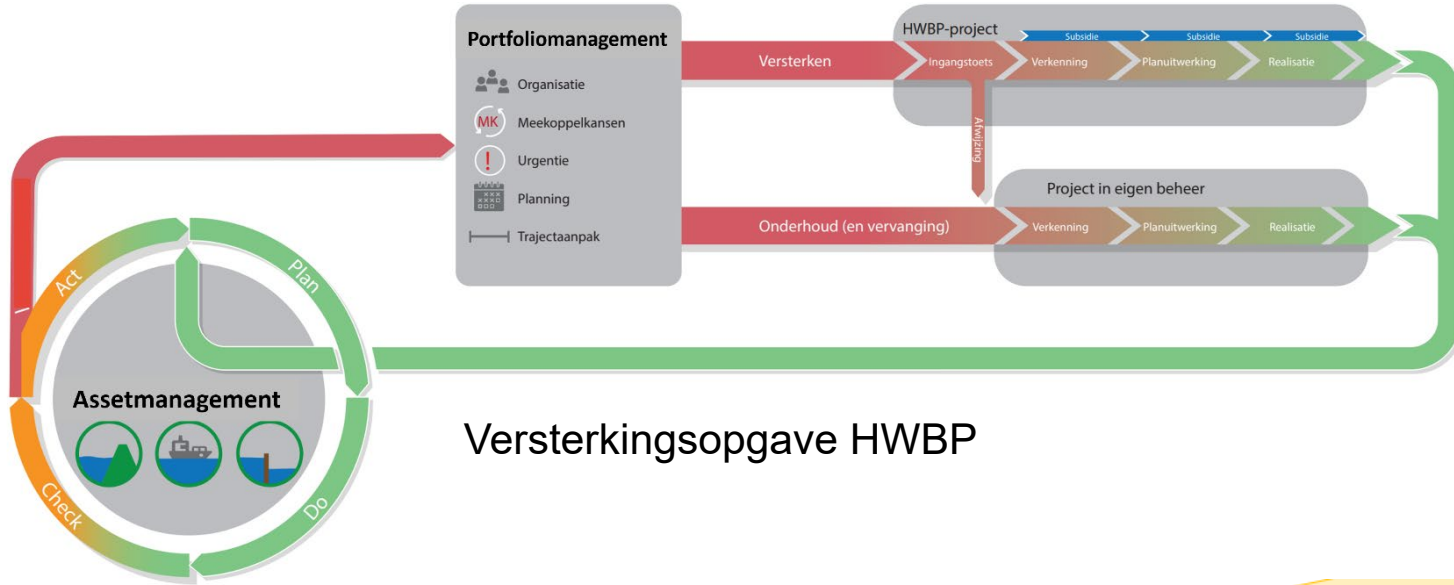 Portfoliomanagement
Organisatie
MK
Meekoppelkansen
!
Urgentie
Planning
Trajectaanpak
HWBP-project
Subsidie
Subsidie
Subsidie
Versterken
Ingangstoets
Verkenning
Planuitwerking
Realisatie
Afwijzing
Project in eigen beheer
Onderhoud (en vervanging)
Verkenning
Planuitwerking
Realisatie
Act
Plan
Assetmanagement
Check
Do
Versterkingsopgave HWBP